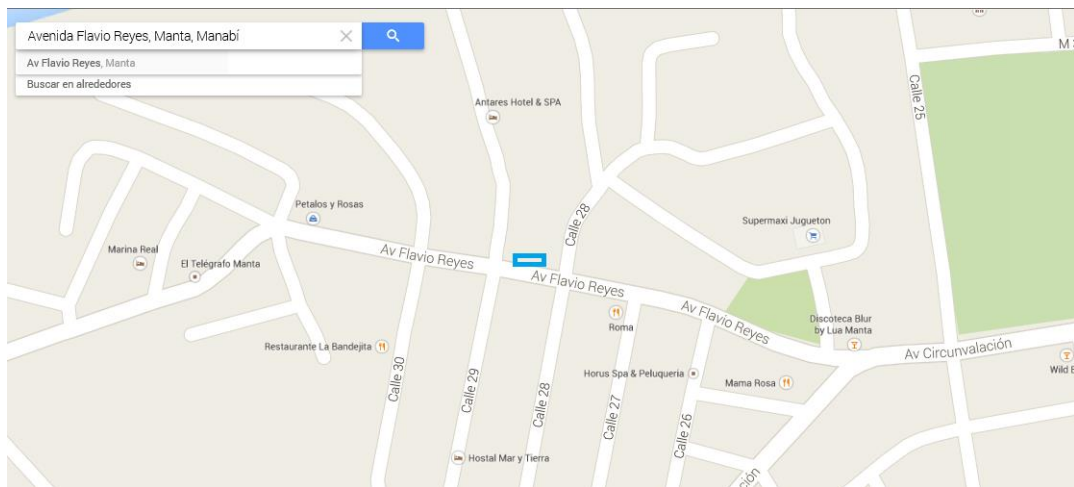 Avenida Flavio Reyes, Manta, Manabí
Av Flavio Reyes, Manta
Buscar en alrededores
Calle 25
Antares Hotel & SPA
Petalos y Rosas
Calle 28
Supermaxi Jugueton
Marina Real
El Telégrafo Manta
Av Flavio Reyes
Av Flavio Reyes
Av Flavio Reyes
Roma
Discoteca Blur
by Lua Manta
Restaurante La Bandejita
Av Circunvalación
Calle 30
Calle 29
Calle 28
Calle 27
Calle 26
Horus Spa & Peluqueria
Mama Rosa
Wild
Hostal Mar y Tierra